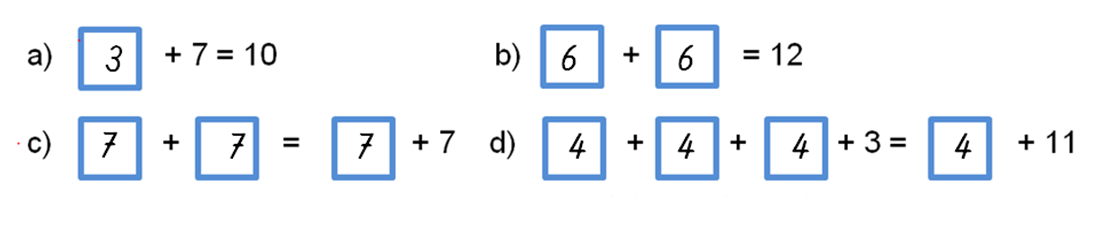 a) 3 + 7 = 10 b) 6 + 6 = 12
c) 7 + 7 = 7 + 7 d) 4 + 4 + 4 + 3 = 4 + 11